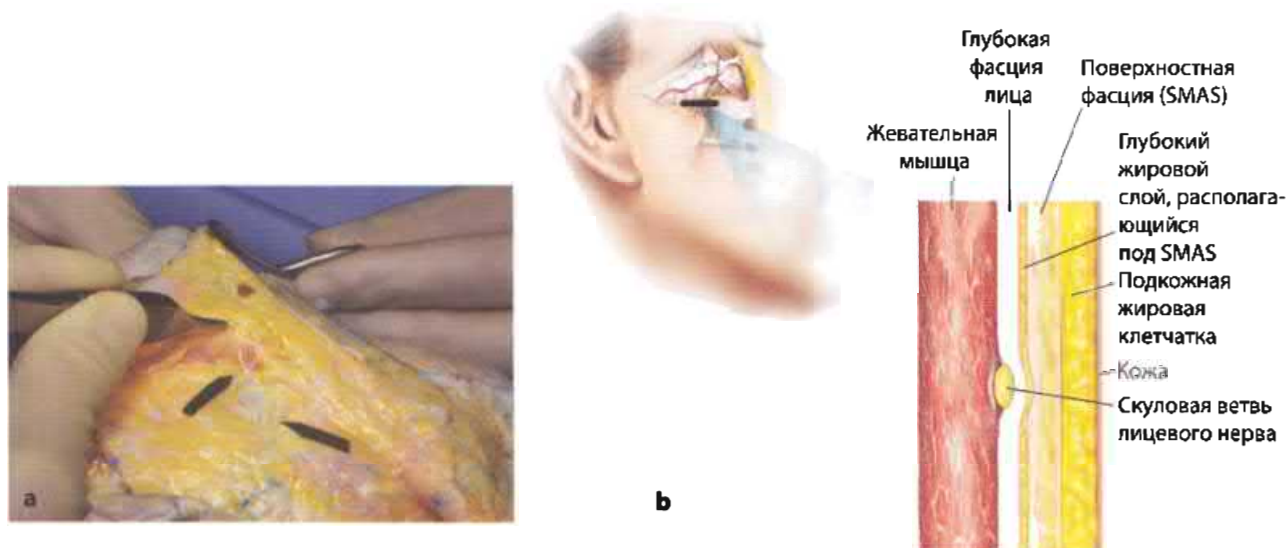 Глубокая
фасция
лица
Поверхностная
фасция (SMAS)
Жевательная
мышца
Глубокий
жировой
слой, располага-
ющийся
под SMAS
Подкожная
жировая
клетчатка
Кожа
Скуловая ветвь
лицевого нерва
a
b